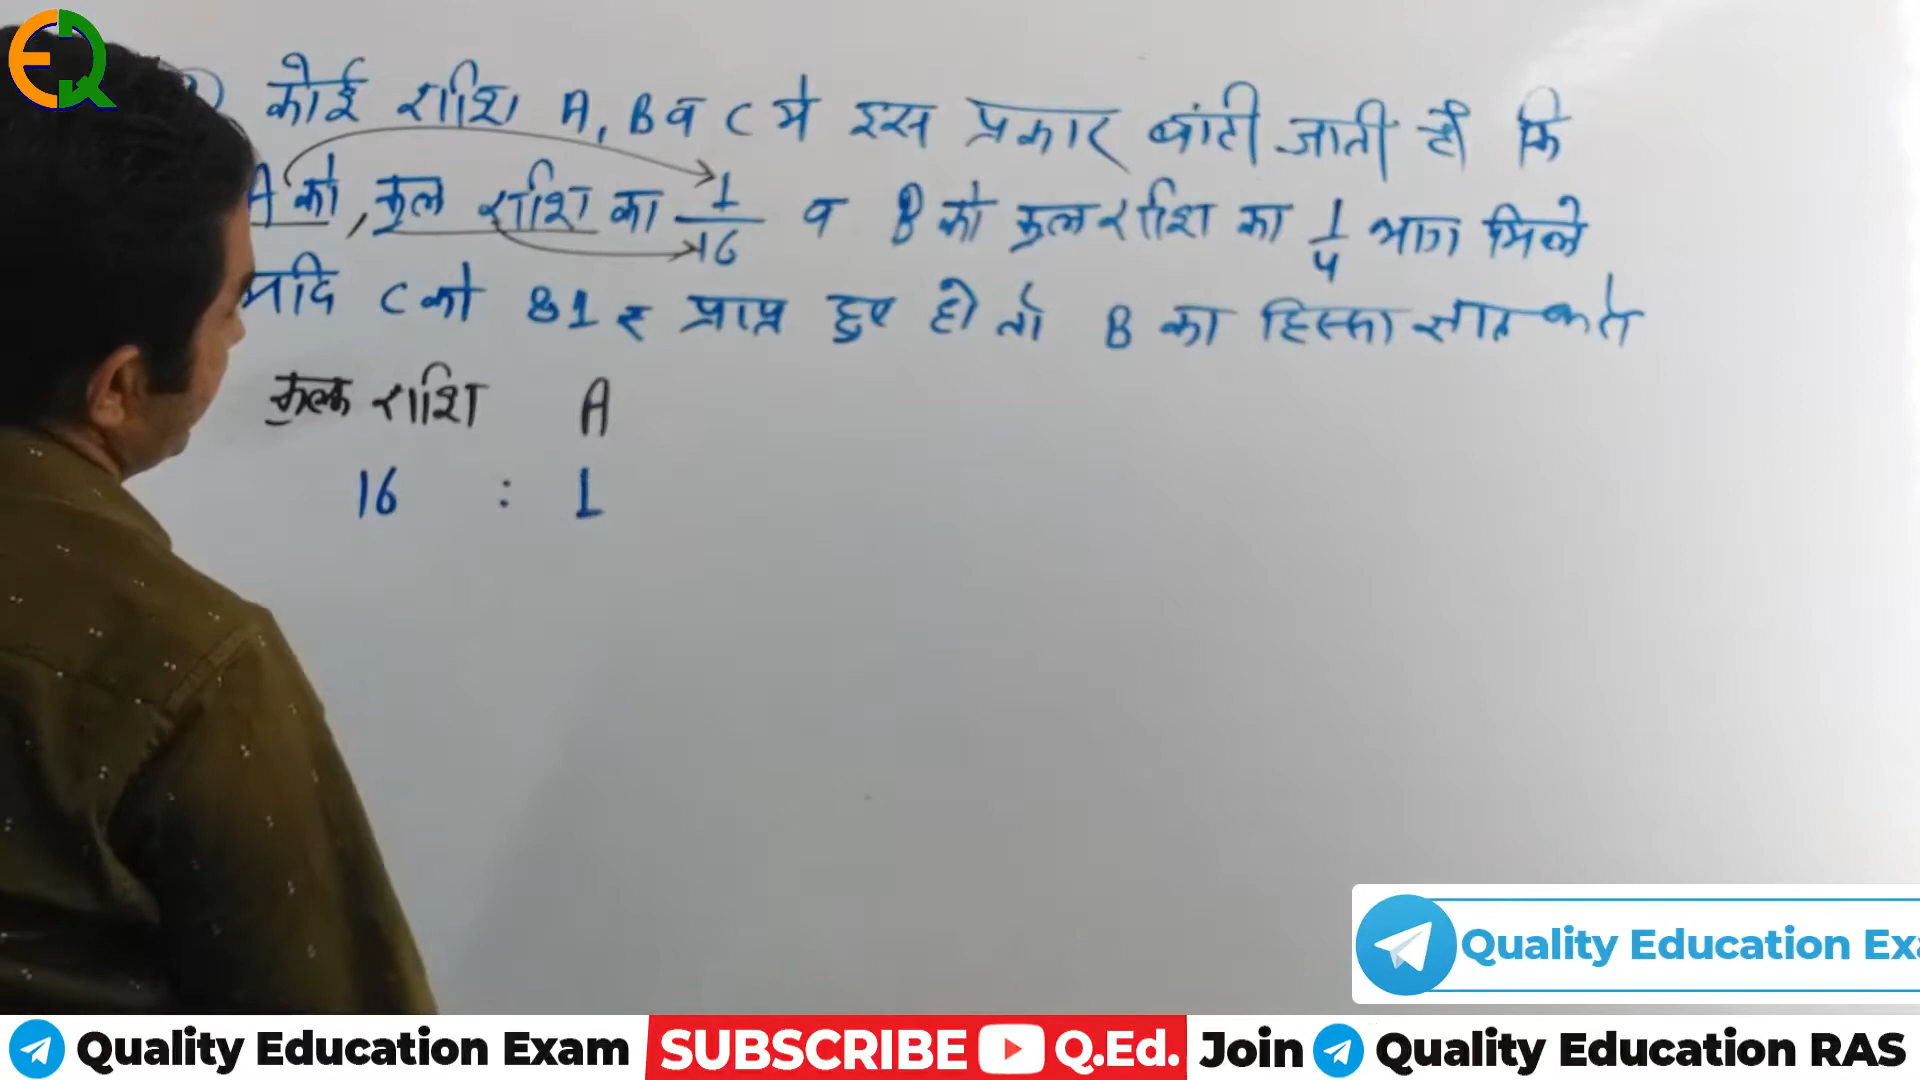 कोई राशि A, B व C में इस प्रकार बांटी जाती है कि
A को, कुल राशि का 1/16 व B को कुल राशि का 1/4 भाग मिले
यदि C को 81 ₹ प्राप्त हुए हो तो B का हिस्सा ज्ञात करो
कुल राशि A
16 : 1
Quality Education Exa
Quality Education Exam SUBSCRIBE Q.Ed. Join Quality Education RAS